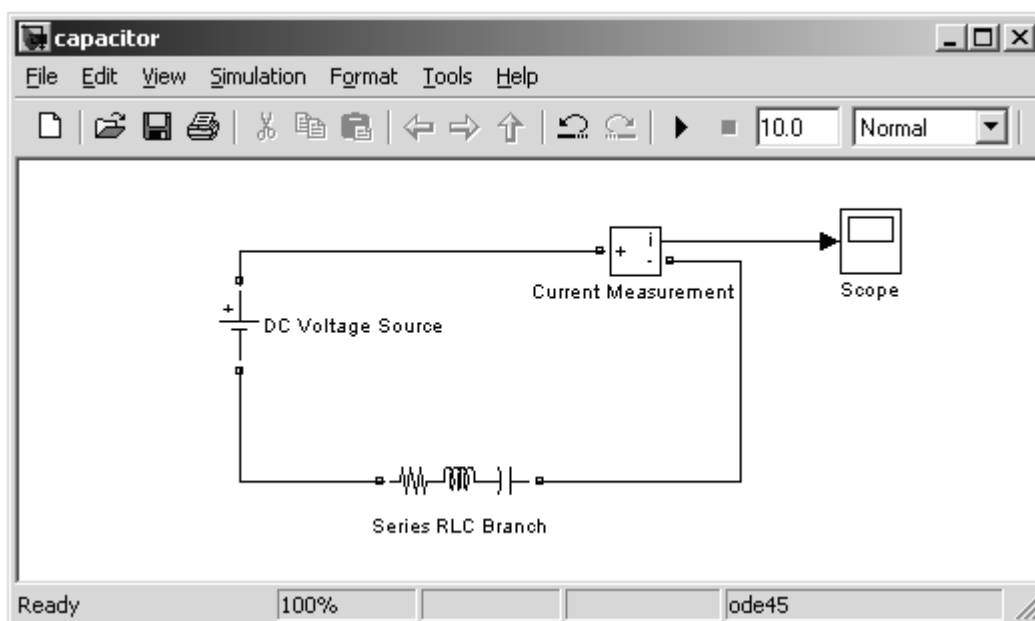 capacitor
File Edit View Simulation Format Tools Help
10.0 Normal
+ i -
Current Measurement
Scope
+
DC Voltage Source
Series RLC Branch
Ready 100% ode45